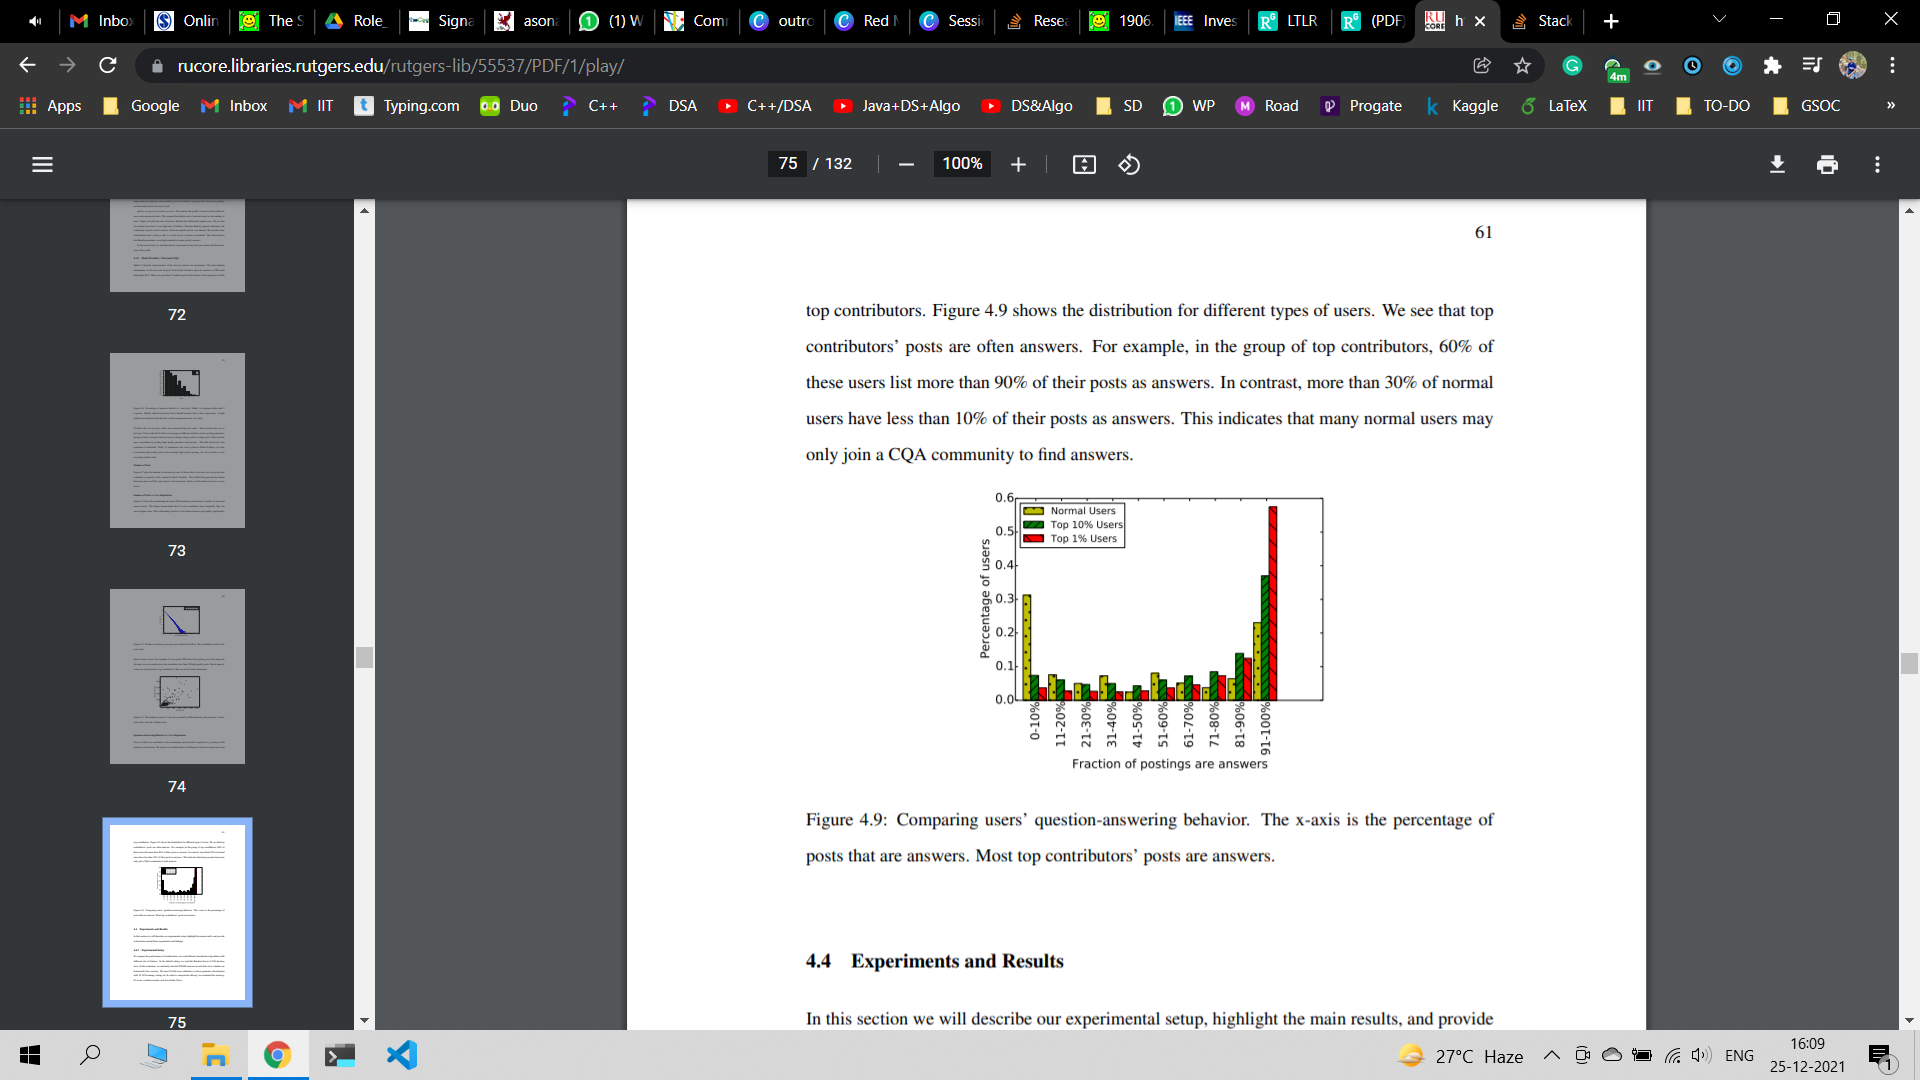 Inbo
Onlin
The S
Role_
Signa
asona
(1) W
Comm
outro
Red M
Sessi
Resea
1906.
Inves
LTLR
(PDF)
h
Stack
rucore.libraries.rutgers.edu/rutgers-lib/55537/PDF/1/play/
4m
Apps Google Inbox IIT Typing.com Duo C++ DSA C++/DSA Java+DS+Algo DS&Algo SD WP Road Progate Kaggle LaTeX IIT TO-DO GSOC »
75 / 132 100%
72
73
74
75
61
top contributors. Figure 4.9 shows the distribution for different types of users. We see that top
contributors' posts are often answers. For example, in the group of top contributors, 60% of
these users list more than 90% of their posts as answers. In contrast, more than 30% of normal
users have less than 10% of their posts as answers. This indicates that many normal users may
only join a CQA community to find answers.
0.6
0.5
0.4
0.3
0.2
0.1
0.0
Percentage of users
Normal Users
Top 10% Users
Top 1% Users
0-10%
11-20%
21-30%
31-40%
41-50%
51-60%
61-70%
71-80%
81-90%
91-100%
Fraction of postings are answers
Figure 4.9: Comparing users' question-answering behavior. The x-axis is the percentage of
posts that are answers. Most top contributors' posts are answers.
4.4 Experiments and Results
In this section we will describe our experimental setup, highlight the main results, and provide
27°C Haze
ENG
16:09
25-12-2021
1